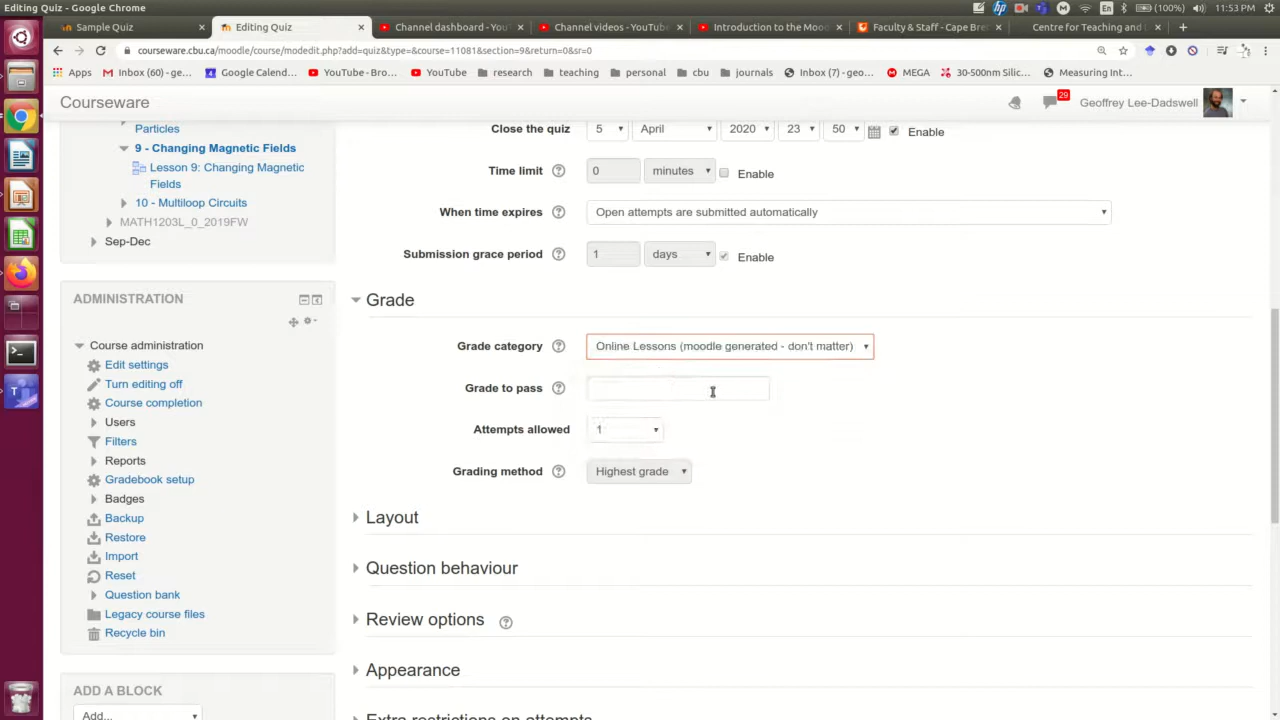 Editing Quiz - Google Chrome
(100%)
11:53 PM
Sample Quiz
Editing Quiz
Channel dashboard - YouT
Channel videos - YouTube
Introduction to the Moo
Faculty & Staff - Cape Bre
Centre for Teaching and
courseware.cbu.ca/moodle/course/modedit.php?add=quiz&type=&course=11081&section=9&return=0&sr=0
Apps
Inbox (60) - ge...
Google Calend...
YouTube - Bro...
YouTube
research
teaching
personal
cbu
journals
Inbox (7) - geo...
MEGA
30-500nm Silic...
Measuring Int...
Courseware
29
Geoffrey Lee-Dadswell
Particles
9 - Changing Magnetic Fields
Lesson 9: Changing Magnetic
Fields
10 - Multiloop Circuits
MATH1203L_0_2019FW
Sep-Dec
ADMINISTRATION
Course administration
Edit settings
Turn editing off
Course completion
Users
Filters
Reports
Gradebook setup
Badges
Backup
Restore
Import
Reset
Question bank
Legacy course files
Recycle bin
ADD A BLOCK
Add...
Close the quiz 5 April 2020 23 50 Enable
Time limit 0 minutes Enable
When time expires Open attempts are submitted automatically
Submission grace period 1 days Enable
Grade
Grade category Online Lessons (moodle generated - don't matter)
Grade to pass
Attempts allowed 1
Grading method Highest grade
Layout
Question behaviour
Review options
Appearance
Extra restrictions on attempts